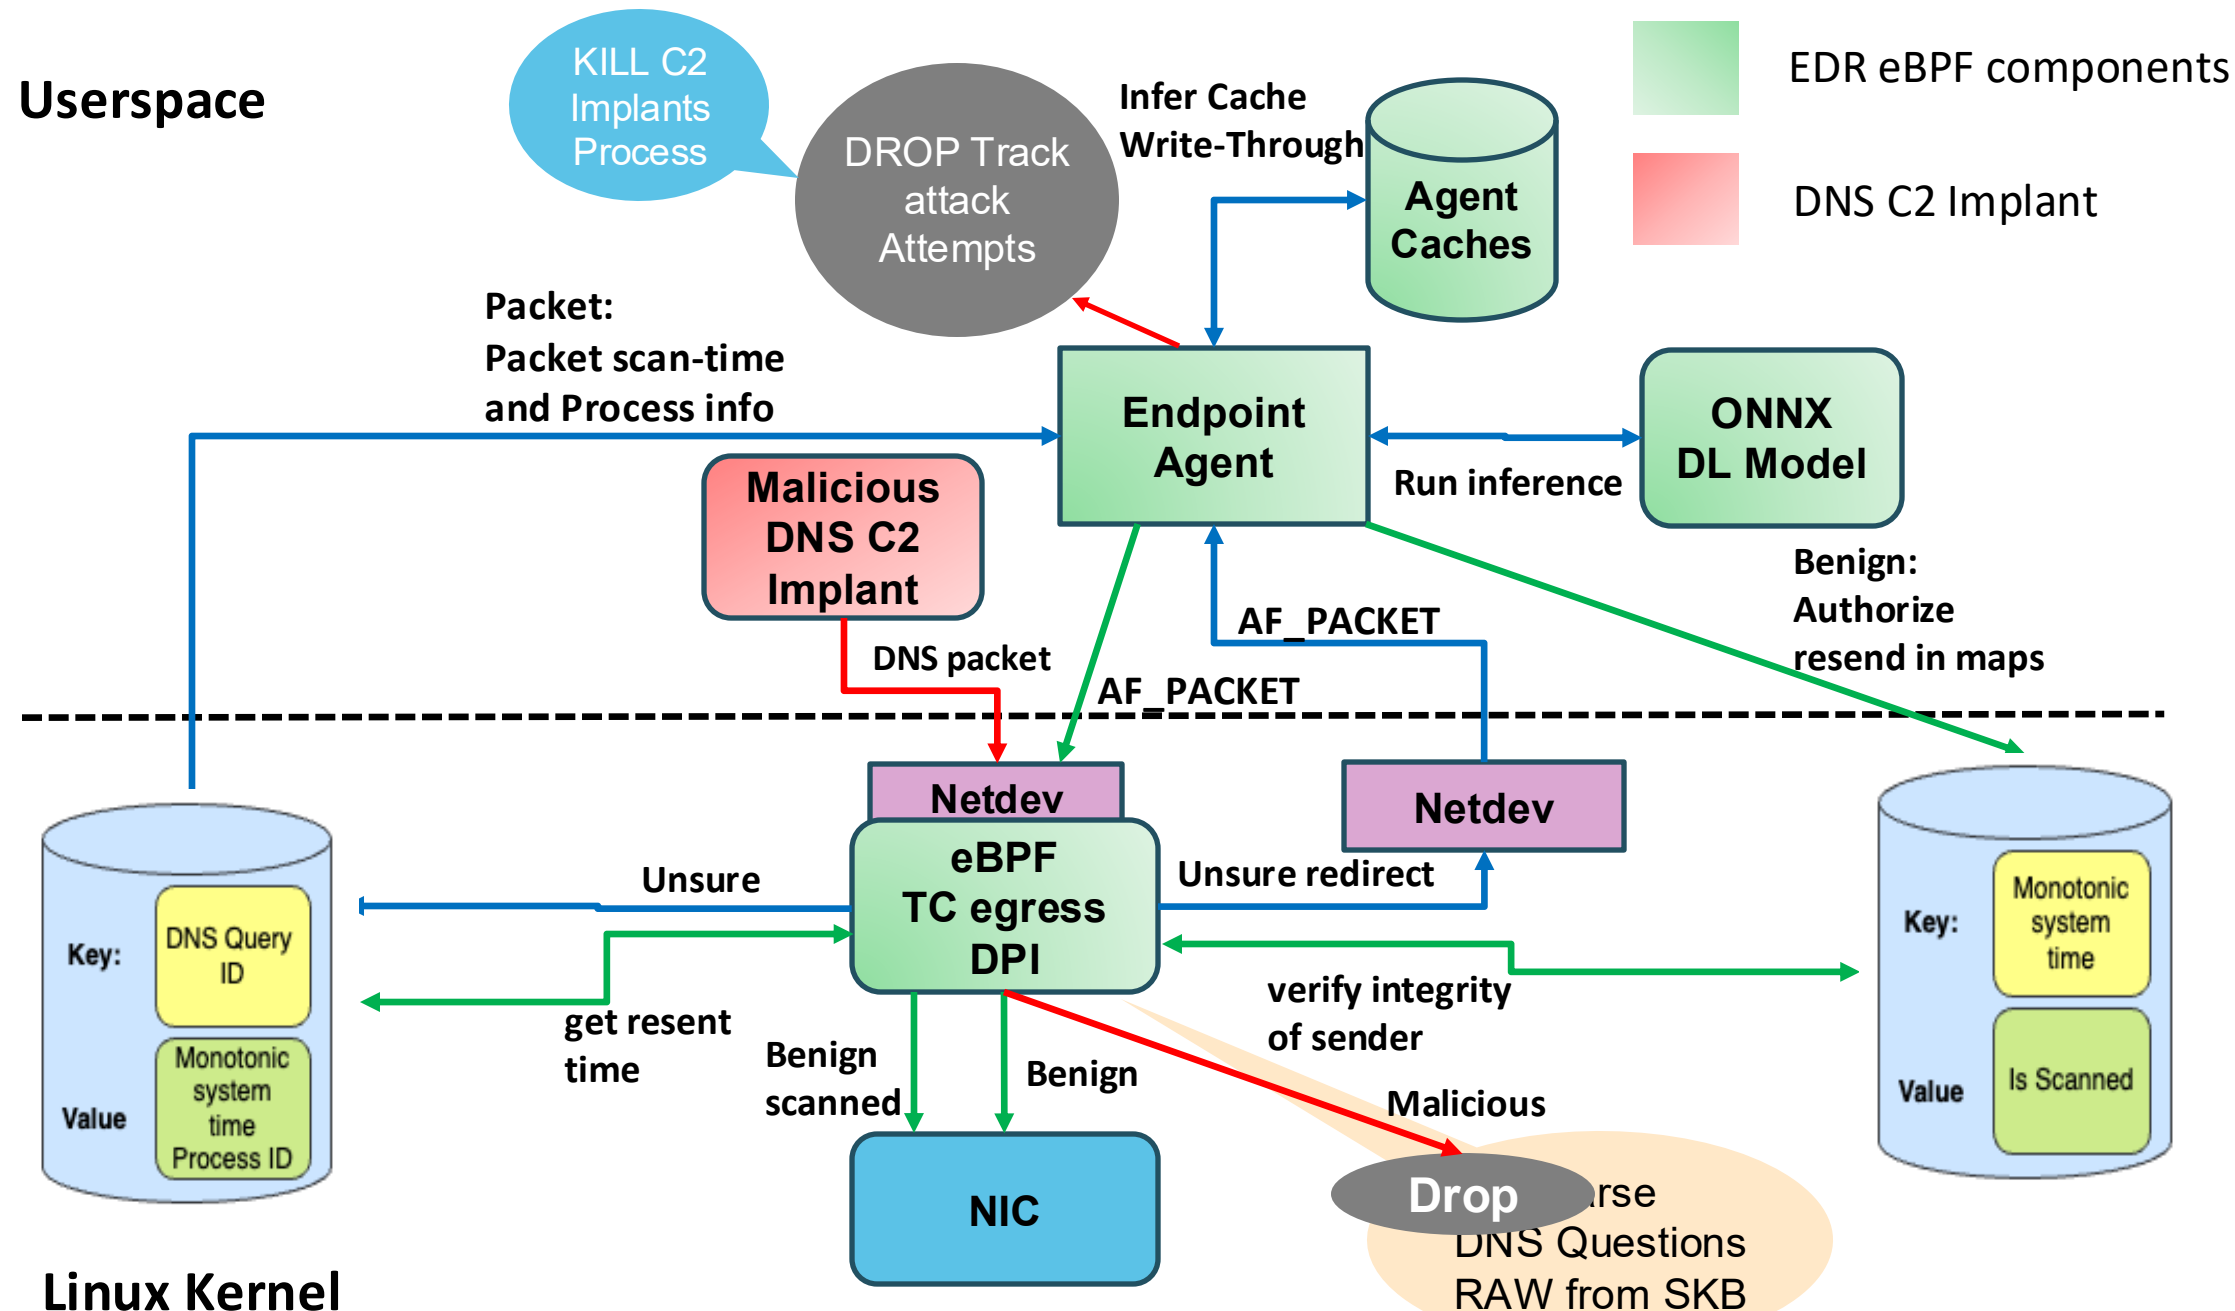 Userspace
KILL C2
Implants
Process
DROP Track
attack
Attempts
Infer Cache
Write-Through
Agent
Caches
EDR eBPF components
DNS C2 Implant
Packet:
Packet scan-time
and Process info
Endpoint
Agent
ONNX
DL Model
Run inference
Malicious
DNS C2
Implant
Benign:
Authorize
resend in maps
AF_PACKET
DNS packet
AF_PACKET
Netdev
Netdev
eBPF
TC egress
DPI
Unsure
Unsure redirect
Key:
DNS Query
ID
Value
Monotonic
system
time
Process ID
get resent
time
verify integrity
of sender
Key:
Monotonic
system
time
Value
Is Scanned
Benign
scanned
Benign
Malicious
NIC
Drop
DNS Questions
RAW from SKB
Linux Kernel